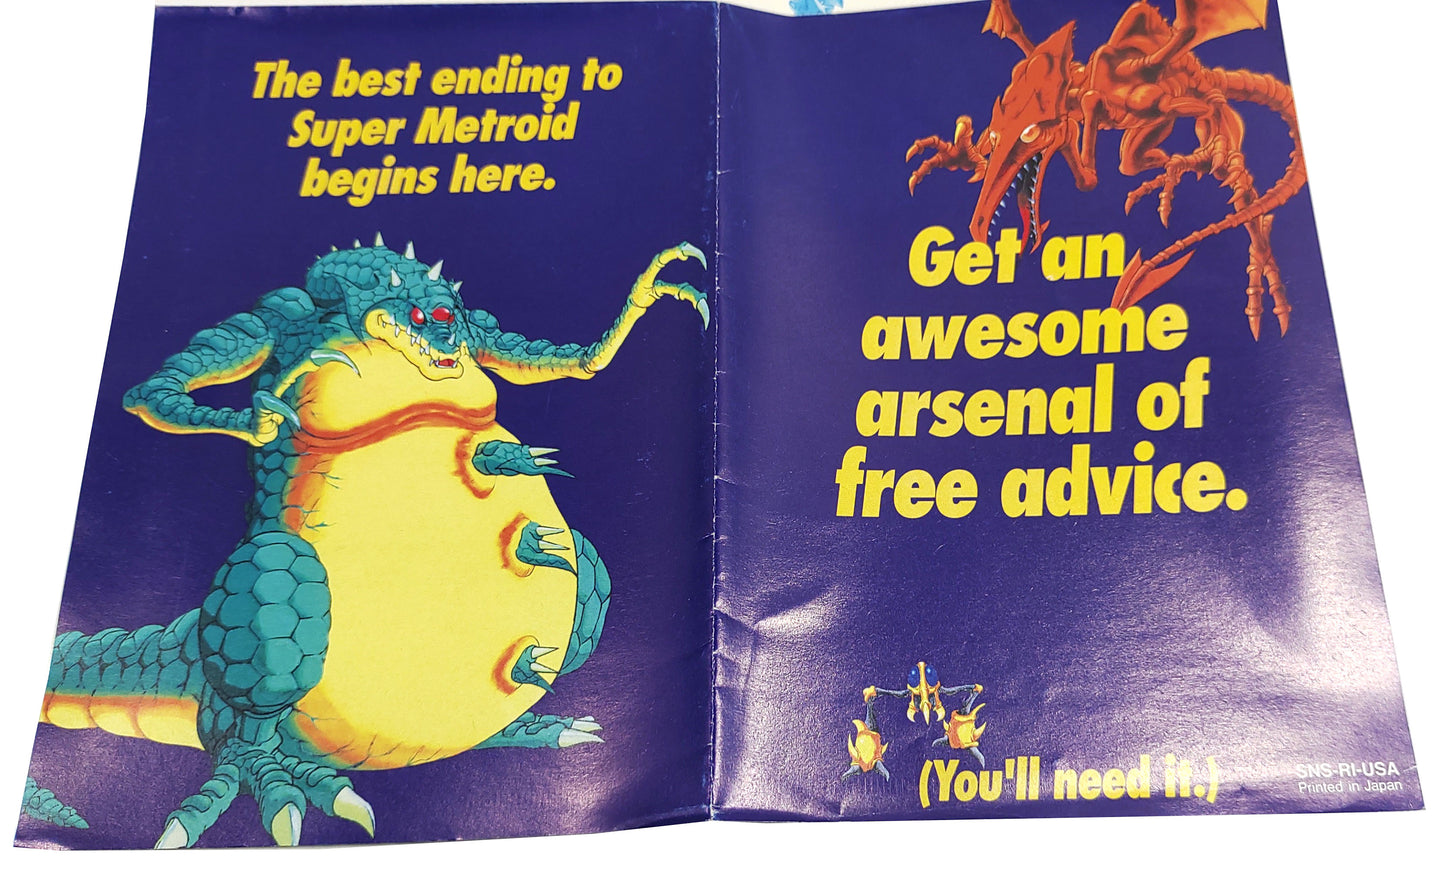 The best ending to
Super Metroid
begins here.
Get an
awesome
arsenal of
free advice.
(You'll need it.)
SNS-RI-USA
Printed in Japan